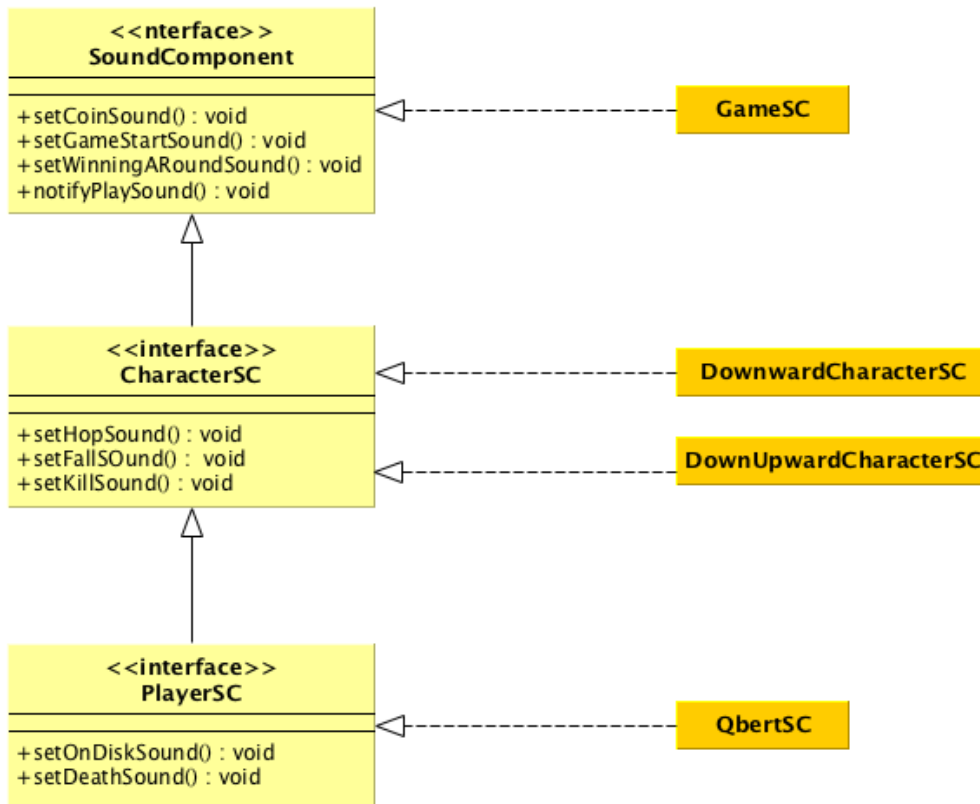 <<nterface>>
SoundComponent
+setCoinSound() : void
+setGameStartSound() : void
+setWinningARoundSound() : void
+notifyPlaySound() : void
GameSC
<<interface>>
CharacterSC
+setHopSound() : void
+setFallSOund() : void
+setKillSound() : void
DownwardCharacterSC
DownUpwardCharacterSC
<<interface>>
PlayerSC
+setOnDiskSound() : void
+setDeathSound() : void
QbertSC